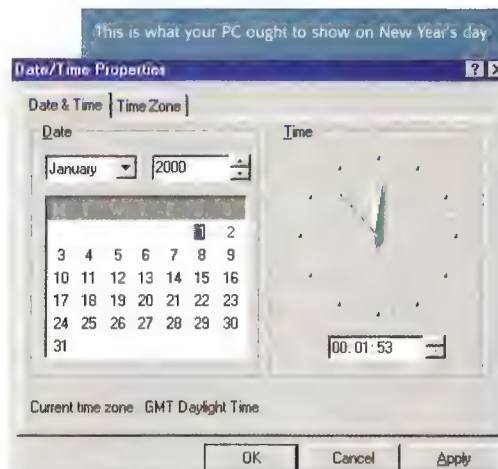 This is what your PC ought to show on New Year's day
Date/Time Properties
Date & Time Time Zone
Date
Time
January 2000
M T W T F S S
1 2
3 4 5 6 7 8 9
10 11 12 13 14 15 16
17 18 19 20 21 22 23
24 25 26 27 28 29 30
31
00:01:53
Current time zone GMT Daylight Time
OK Cancel Apply